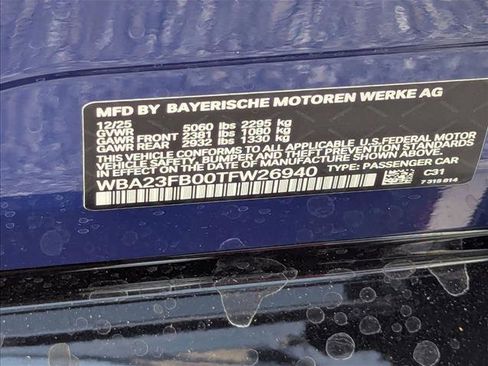 MFD BY BAYERISCHE MOTOREN WERKE AG
12/25
GVWR 5060 lbs 2295 kg
GAWR FRONT 2381 lbs 1080 kg
GAWR REAR 2932 lbs 1330 kg
THIS VEHICLE CONFORMS TO ALL APPLICABLE U.S. FEDERAL MOTOR
VEHICLE SAFETY, BUMPER, AND THEFT PREVENTION STANDARDS
IN EFFECT ON THE DATE OF MANUFACTURE SHOWN ABOVE.
WBA23FB00TFW26940 TYPE: PASSENGER CAR
C31
7 315 014